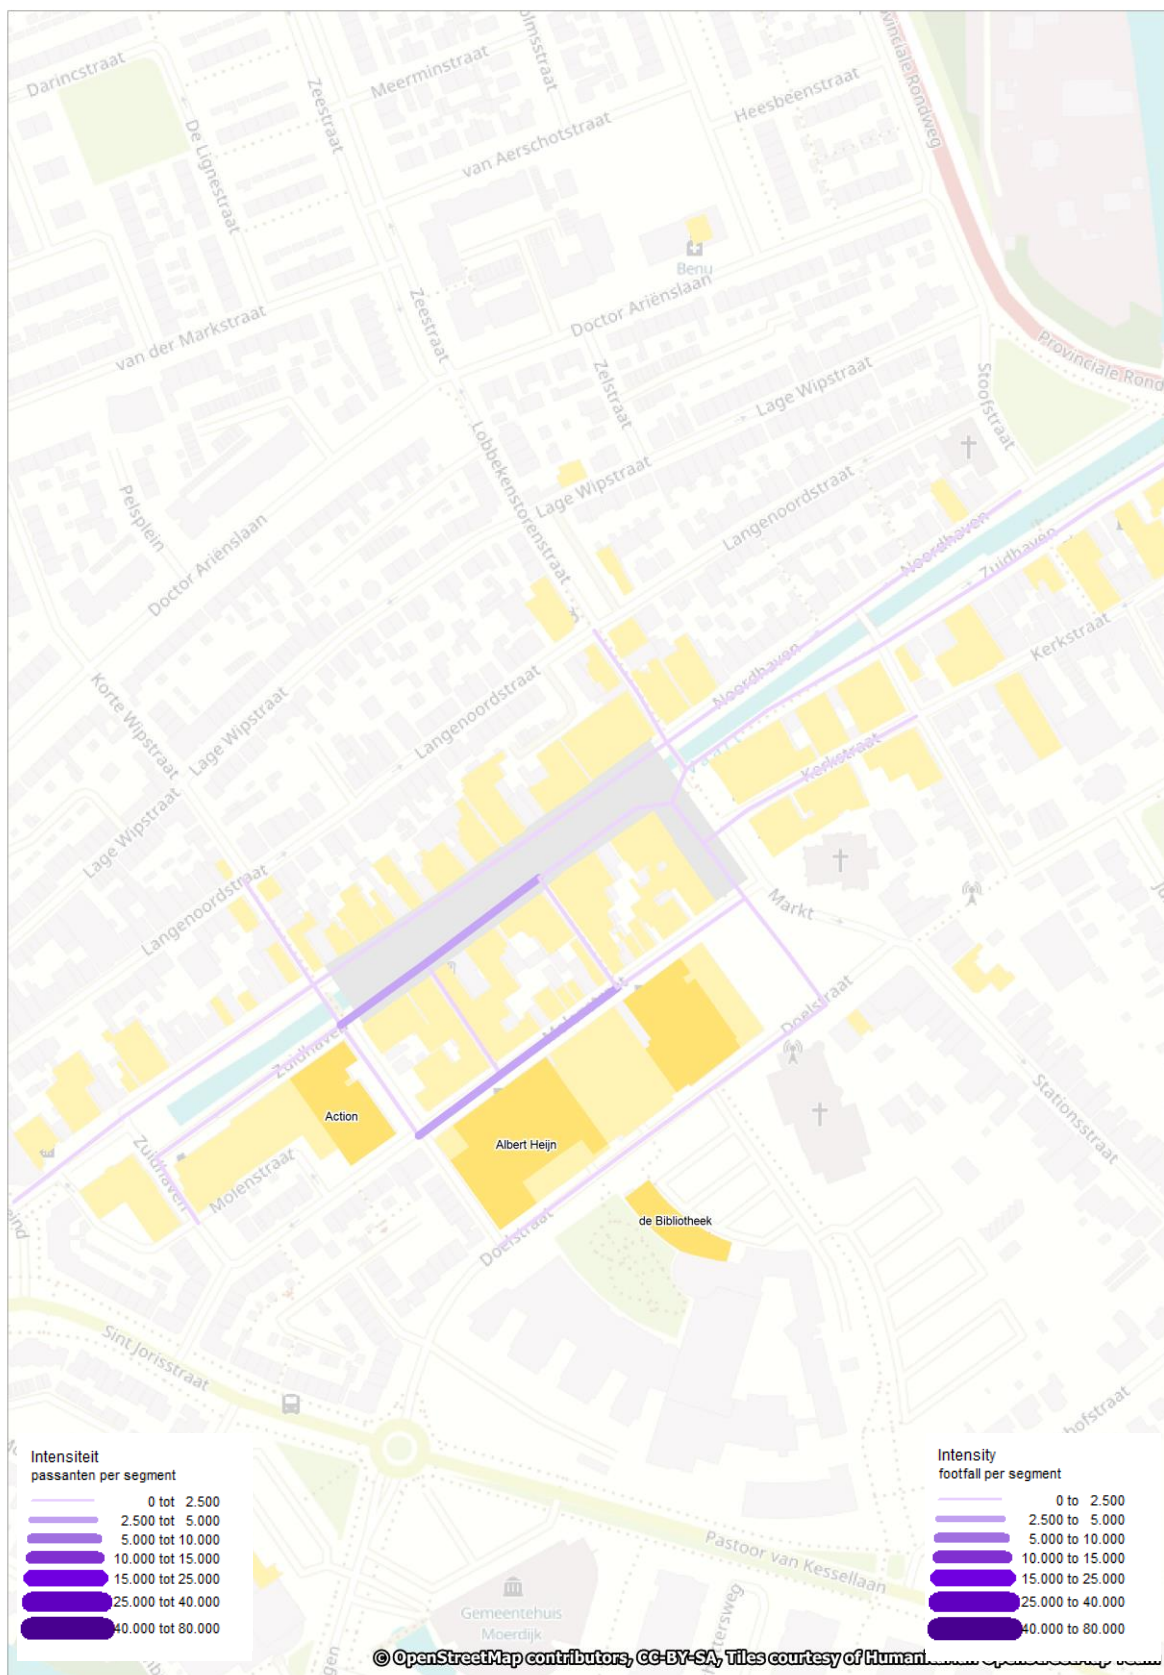 Darincstraat
Zeestraat
Meerminstraat
Heesbeenstraat
Provinciale Rondweg
De Lignestraat
van Aerschotstraat
Benu
Zeestraat
Doctor Ariënslaan
van der Markstraat
Zelstraat
Lage Wipstraat
Stoofstraat
Provinciale Rond
Lobbekenstorenstraat
Lage Wipstraat
Pelsplein
Doctor Ariënslaan
Langenoordstraat
Noordhaven
Zuidhaven
Kerkstraat
Noordhaven
Korte Wipstraat
Lage Wipstraat
Langenoordstraat
Vaart
Kerkstraat
Lage Wipstraat
Langenoordstraat
Markt
Zuidhaven
Doelstraat
Action
Albert Heijn
Zuidhaven
Molenstraat
Stationsstraat
de Bibliotheek
Doelstraat
eind
Sint Jorisstraat
hofstraat
Pastoor van Kessellaan
Gemeentehuis
Moerdijk
Intensiteit
passanten per segment
0 tot 2.500
2.500 tot 5.000
5.000 tot 10.000
10.000 tot 15.000
15.000 tot 25.000
25.000 tot 40.000
40.000 tot 80.000
Intensity
footfall per segment
0 to 2.500
2.500 to 5.000
5.000 to 10.000
10.000 to 15.000
15.000 to 25.000
25.000 to 40.000
40.000 to 80.000
© OpenStreetMap contributors, CC-BY-SA, Tiles courtesy of Humanitarian OpenStreetMap Team